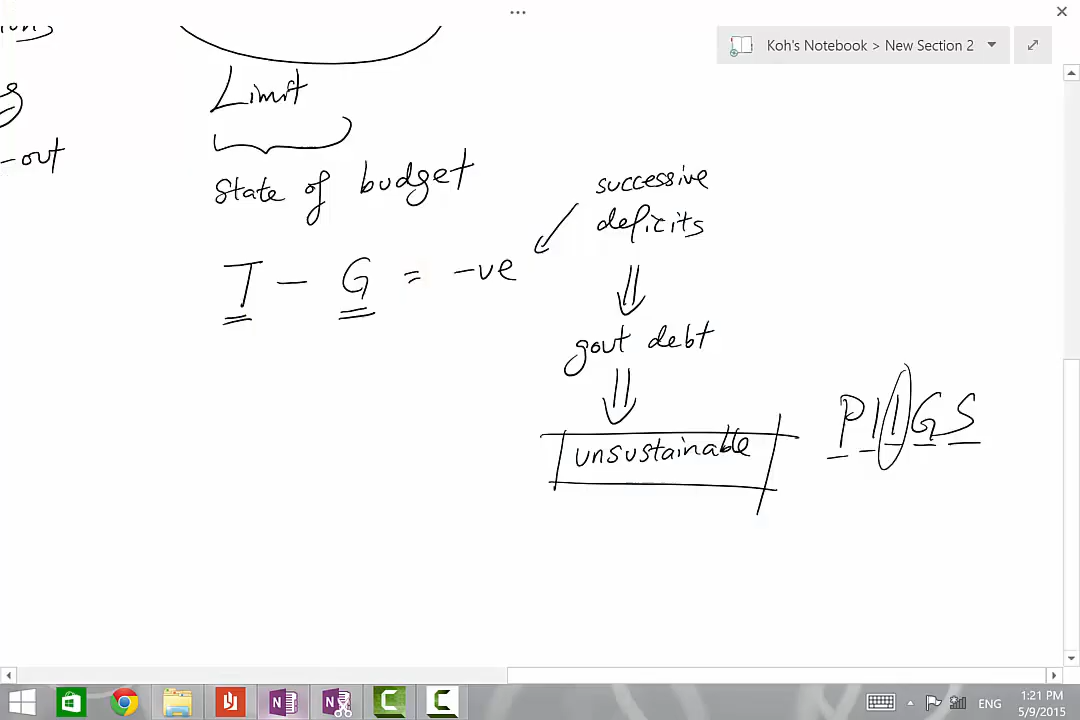 Koh's Notebook > New Section 2
Limit
-out
State of budget
successive
deficits
T - G = -ve
govt debt
PIIGS
unsustainable
ENG
1:21 PM
5/9/2015